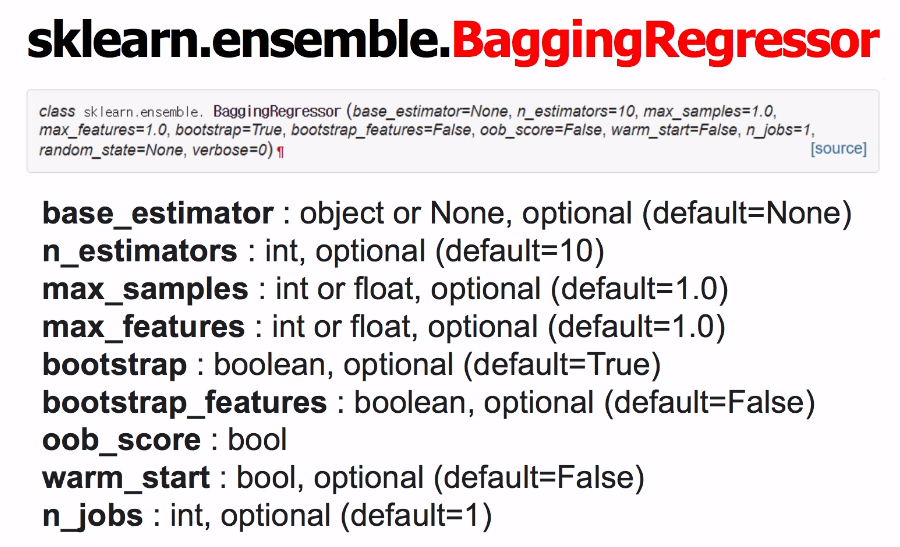 sklearn.ensemble.BaggingRegressor
class sklearn.ensemble. BaggingRegressor (base_estimator=None, n_estimators=10, max_samples=1.0,
max_features=1.0, bootstrap=True, bootstrap_features=False, oob_score=False, warm_start=False, n_jobs=1,
random_state=None, verbose=0) ¶ [source]
base_estimator : object or None, optional (default=None)
n_estimators : int, optional (default=10)
max_samples : int or float, optional (default=1.0)
max_features : int or float, optional (default=1.0)
bootstrap : boolean, optional (default=True)
bootstrap_features : boolean, optional (default=False)
oob_score : bool
warm_start : bool, optional (default=False)
n_jobs : int, optional (default=1)